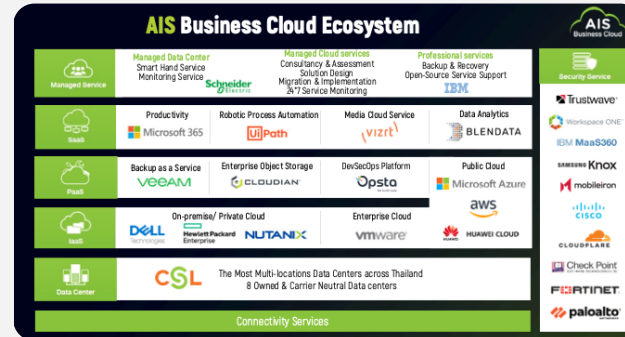 AIS Business Cloud Ecosystem
AIS
Business Cloud
Managed Service
Managed Data Center
Smart Hand Service
Monitoring Service
Schneider
Electric
Managed Cloud services
Consultancy & Assessment
Solution Design
Migration & Implementation
24*7 Service Monitoring
Professional services
Backup & Recovery
Open-Source Service Support
IBM
SaaS
Productivity
Microsoft 365
Robotic Process Automation
UiPath
Media Cloud Service
vizrt
Data Analytics
BLENDATA
PaaS
Backup as a Service
veeAM
Enterprise Object Storage
CLOUDIAN
DevSecOps Platform
Opsta
Public Cloud
Microsoft Azure
aws
HUAWEI CLOUD
IaaS
On-premise/ Private Cloud
DELL
Technologies
Hewlett Packard
Enterprise
NUTANIX
Enterprise Cloud
vmware
Data Center
CSL
The Most Multi-locations Data Centers across Thailand
8 Owned & Carrier Neutral Data centers
Connectivity Services
Security Service
Trustwave
Workspace ONE
IBM MaaS360
SAMSUNG Knox
mobileiron
CISCO
CLOUDFLARE
Check Point
FORTINET
paloalto